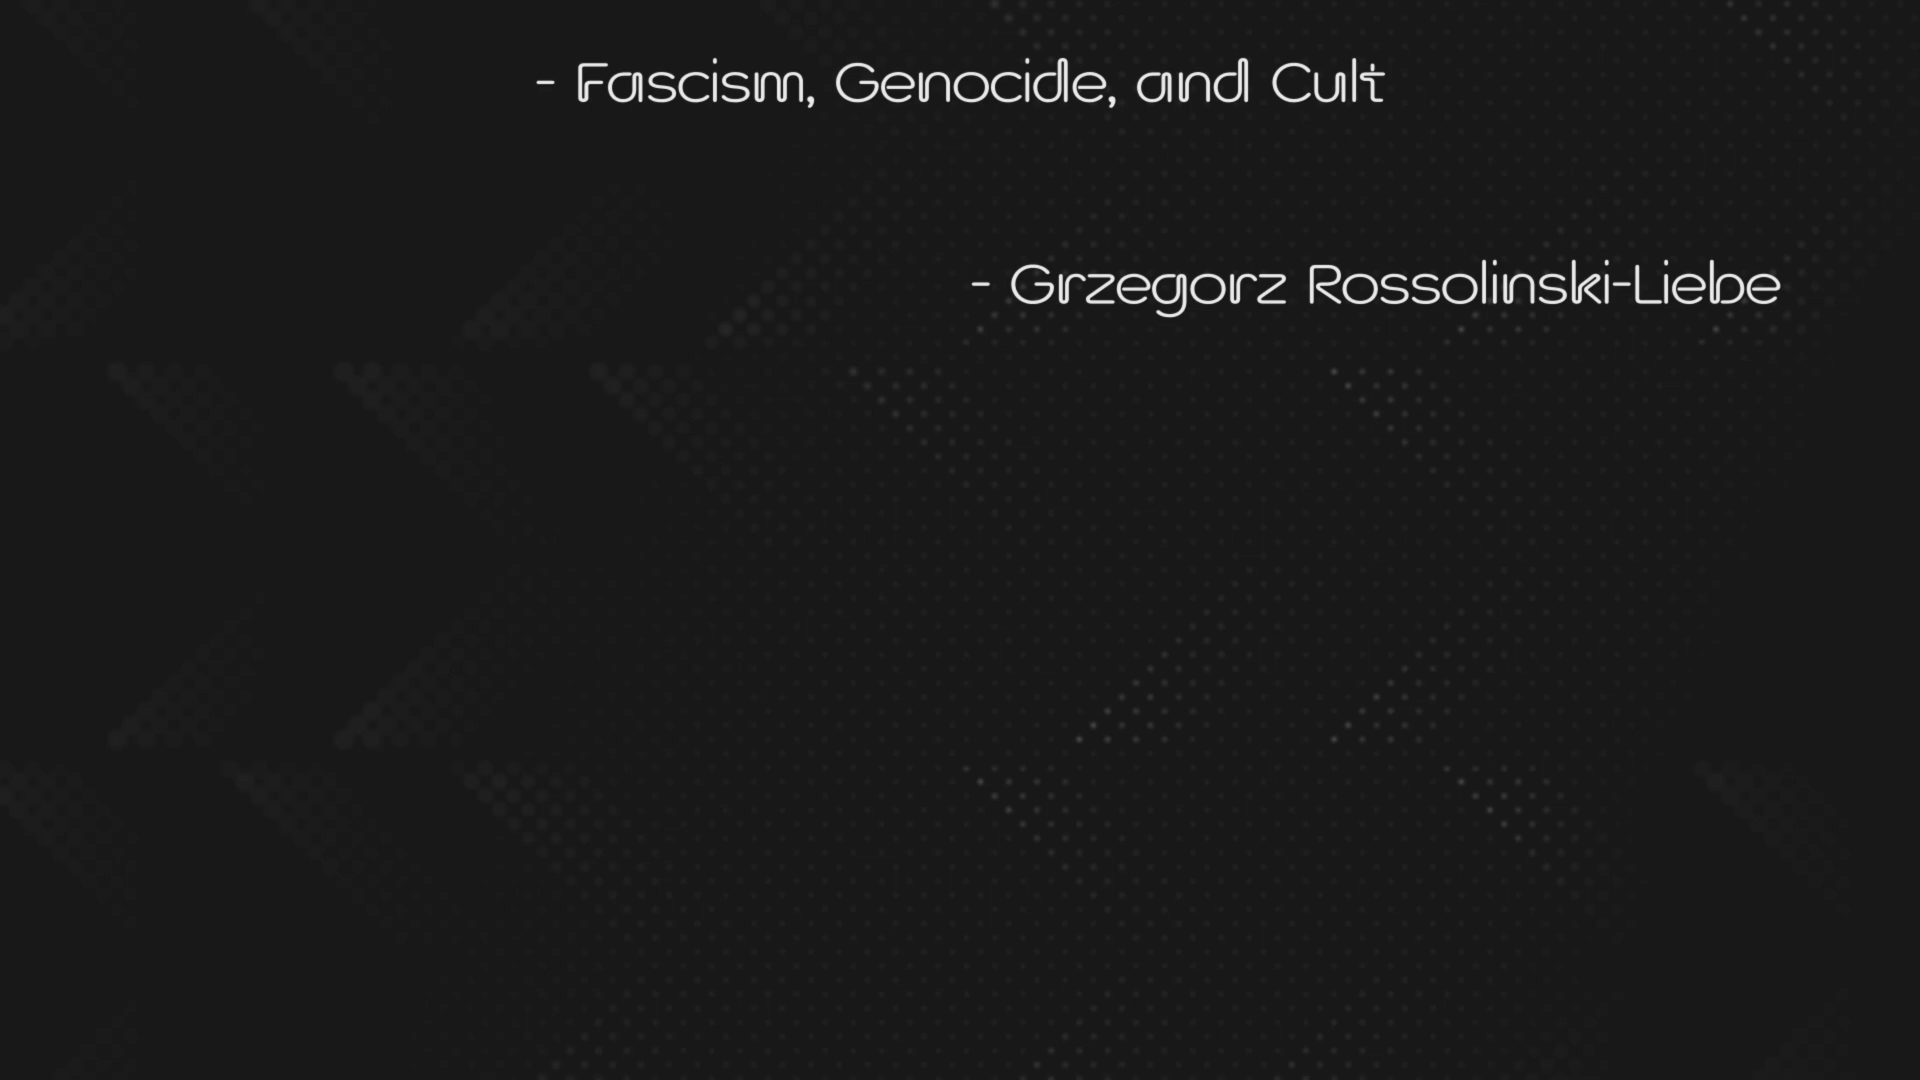 - Fascism, Genocide, and Cult
- Grzegorz Rossolinski-Liebe